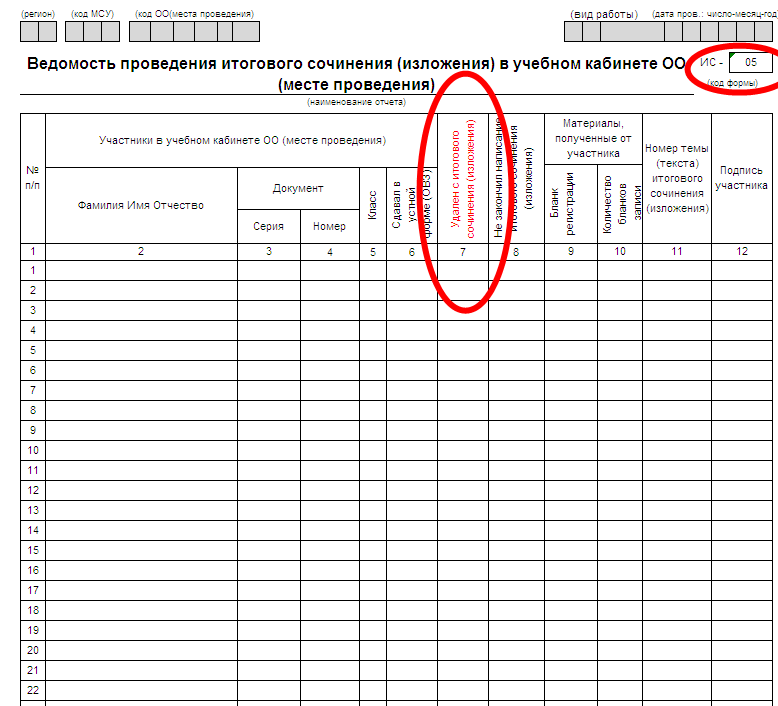 (регион) (код МСУ) (код ОО(места проведения) (вид работы) (дата пров.: число-месяц-год)
Ведомость проведения итогового сочинения (изложения) в учебном кабинете ОО ИС - 05
(месте проведения) (код формы)
(наименование отчета)
№
п/п
Участники в учебном кабинете ОО (месте проведения)
Фамилия Имя Отчество
Документ
Серия Номер
Класс
Сдавал в
устной
форме (ОВЗ)
Удален с итогового
сочинения (изложения)
Не закончил написание
итогового сочинения
(изложения)
Материалы,
полученные от
участника
Бланк
регистрации
Количество
бланков
записи
Номер темы
(текста)
итогового
сочинения
(изложения)
Подпись
участника
1 2 3 4 5 6 7 8 9 10 11 12
1
2
3
4
5
6
7
8
9
10
11
12
13
14
15
16
17
18
19
20
21
22